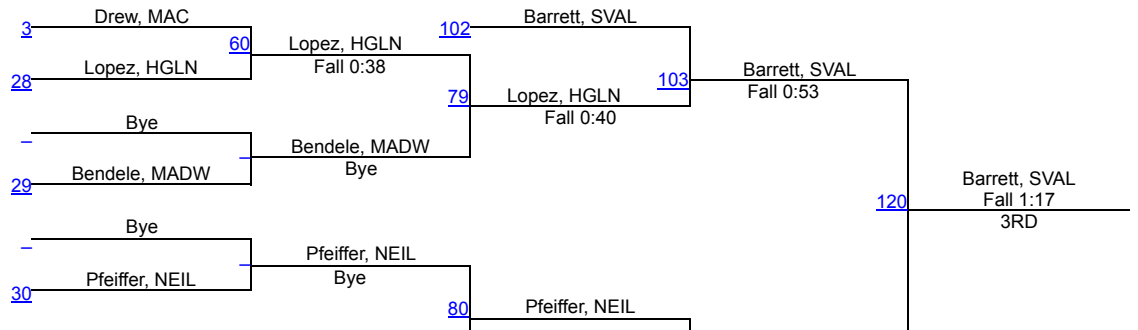 Drew, MAC
3
60
Lopez, HGLN
28
Lopez, HGLN
Fall 0:38
Bye
–
–
Bendele, MADW
29
Bendele, MADW
Bye
79
Lopez, HGLN
Fall 0:40
Barrett, SVAL
102
103
Barrett, SVAL
Fall 0:53
Bye
–
–
Pfeiffer, NEIL
30
Pfeiffer, NEIL
Bye
80
Pfeiffer, NEIL
120
Barrett, SVAL
Fall 1:17
3RD